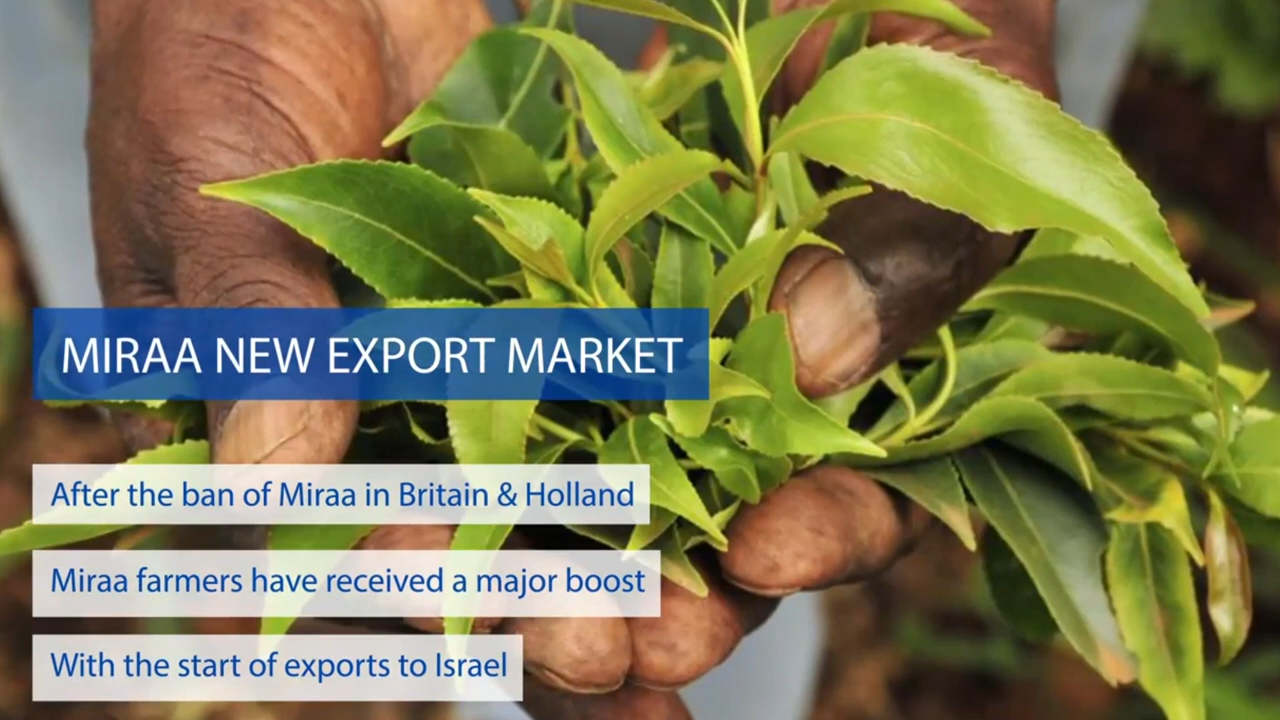 MIRAA NEW EXPORT MARKET
After the ban of Miraa in Britain & Holland
Miraa farmers have received a major boost
With the start of exports to Israel